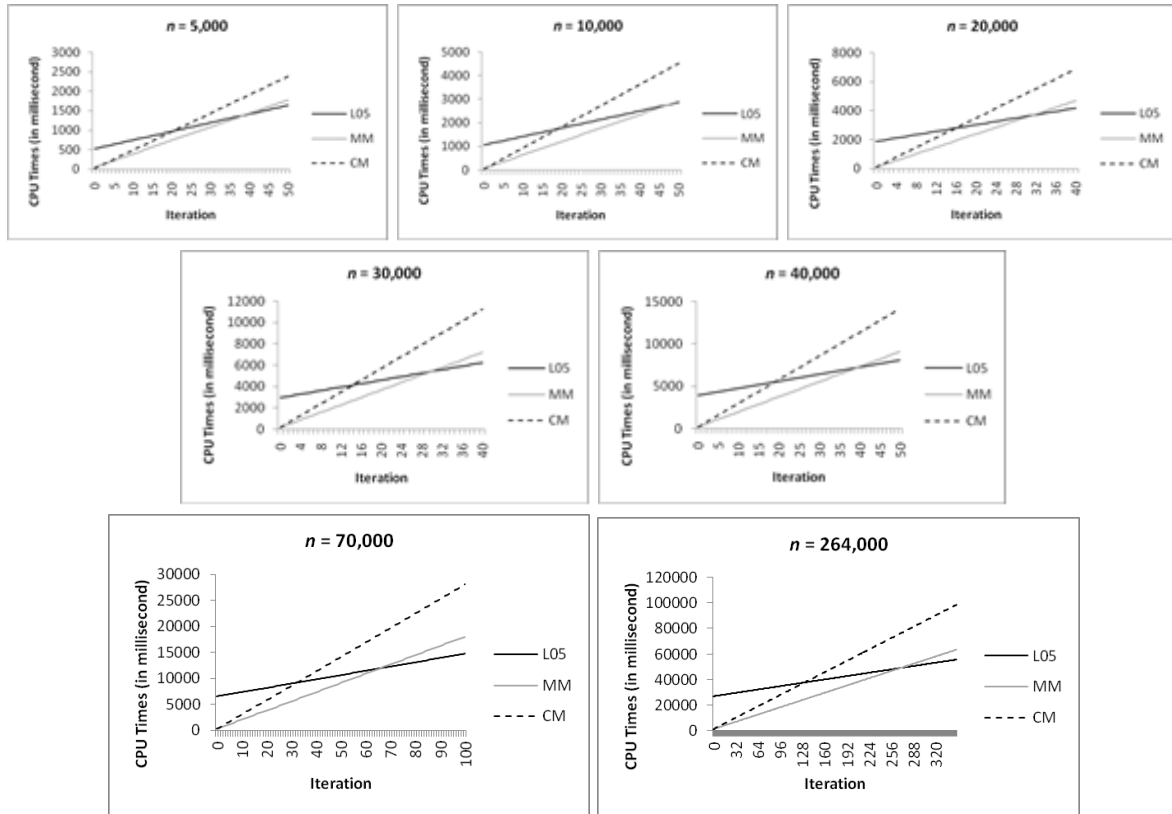 n = 5,000
CPU Times (in millisecond)
3000
2500
2000
1500
1000
500
0
0 5 10 15 20 25 30 35 40 45 50
Iteration
L05
MM
CM
n = 10,000
CPU Times (in millisecond)
5000
4000
3000
2000
1000
0
0 5 10 15 20 25 30 35 40 45 50
Iteration
L05
MM
CM
n = 20,000
CPU Times (in millisecond)
8000
6000
4000
2000
0
0 4 8 12 16 20 24 28 32 36 40
Iteration
L05
MM
CM
n = 30,000
CPU Times (in millisecond)
12000
10000
8000
6000
4000
2000
0
0 4 8 12 16 20 24 28 32 36 40
Iteration
L05
MM
CM
n = 40,000
CPU Times (in millisecond)
15000
10000
5000
0
0 5 10 15 20 25 30 35 40 45 50
Iteration
L05
MM
CM
n = 70,000
CPU Times (in millisecond)
30000
25000
20000
15000
10000
5000
0
0 10 20 30 40 50 60 70 80 90 100
Iteration
L05
MM
CM
n = 264,000
CPU Times (in millisecond)
120000
100000
80000
60000
40000
20000
0
0 32 64 96 128 160 192 224 256 288 320
Iteration
L05
MM
CM